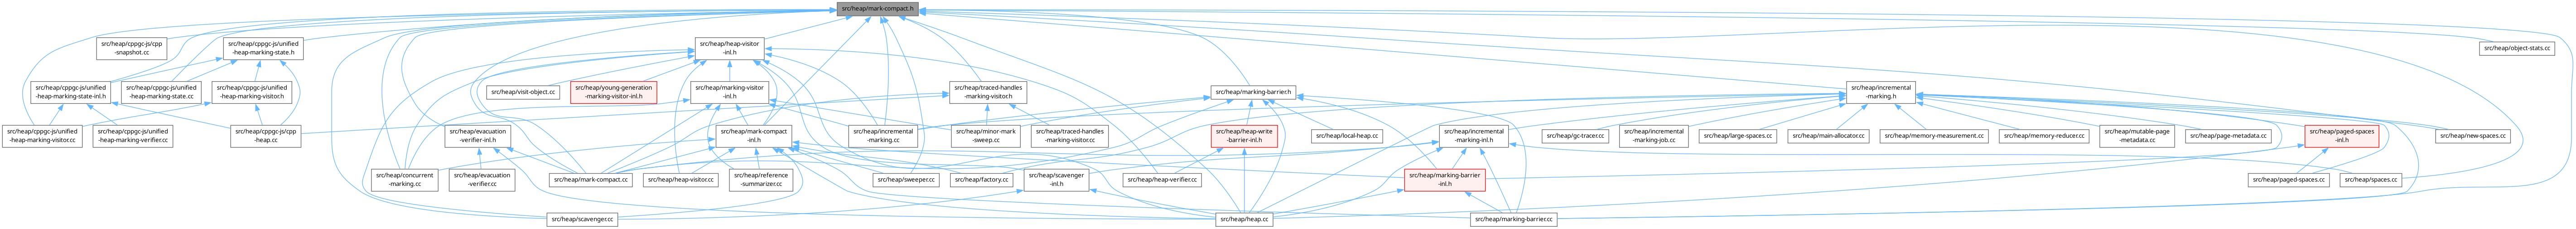 src/heap/mark-compact.h
src/heap/cppgc-js/cpp
-snapshot.cc
src/heap/cppgc-js/unified
-heap-marking-state.h
src/heap/heap-visitor
-inl.h
src/heap/object-stats.cc
src/heap/cppgc-js/unified
-heap-marking-state-inl.h
src/heap/cppgc-js/unified
-heap-marking-state.cc
src/heap/cppgc-js/unified
-heap-marking-visitor.h
src/heap/visit-object.cc
src/heap/young-generation
-marking-visitor-inl.h
src/heap/marking-visitor
-inl.h
src/heap/traced-handles
-marking-visitor.h
src/heap/marking-barrier.h
src/heap/incremental
-marking.h
src/heap/cppgc-js/unified
-heap-marking-visitor.cc
src/heap/cppgc-js/unified
-heap-marking-verifier.cc
src/heap/cppgc-js/cpp
-heap.cc
src/heap/evacuation
-verifier-inl.h
src/heap/mark-compact
-inl.h
src/heap/incremental
-marking.cc
src/heap/minor-mark
-sweep.cc
src/heap/traced-handles
-marking-visitor.cc
src/heap/heap-write
-barrier-inl.h
src/heap/local-heap.cc
src/heap/incremental
-marking-inl.h
src/heap/gc-tracer.cc
src/heap/incremental
-marking-job.cc
src/heap/large-spaces.cc
src/heap/main-allocator.cc
src/heap/memory-measurement.cc
src/heap/memory-reducer.cc
src/heap/mutable-page
-metadata.cc
src/heap/page-metadata.cc
src/heap/paged-spaces
-inl.h
src/heap/new-spaces.cc
src/heap/concurrent
-marking.cc
src/heap/evacuation
-verifier.cc
src/heap/mark-compact.cc
src/heap/heap-visitor.cc
src/heap/reference
-summarizer.cc
src/heap/sweeper.cc
src/heap/factory.cc
src/heap/scavenger
-inl.h
src/heap/heap-verifier.cc
src/heap/marking-barrier
-inl.h
src/heap/paged-spaces.cc
src/heap/spaces.cc
src/heap/scavenger.cc
src/heap/heap.cc
src/heap/marking-barrier.cc